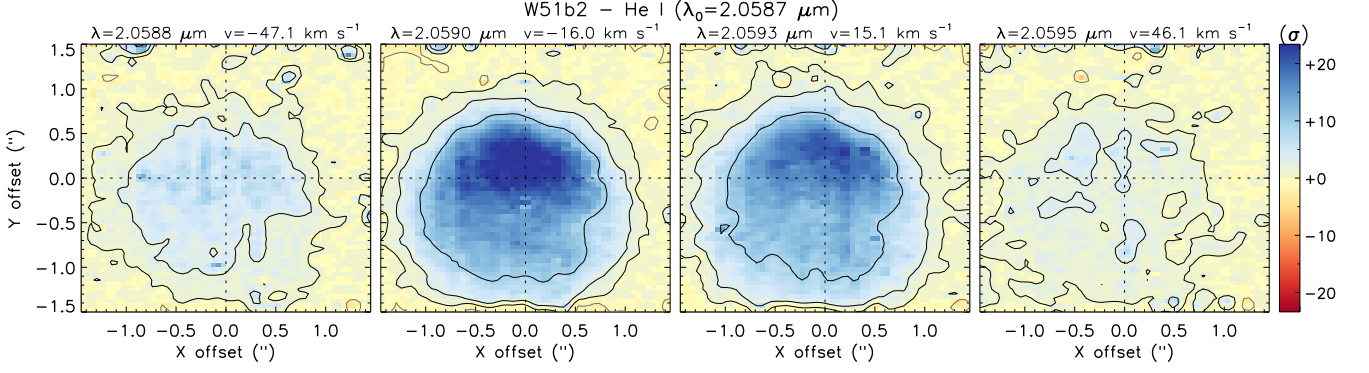 W51b2 − He I (λ₀=2.0587 μm)
λ=2.0588 μm v=−47.1 km s⁻¹
λ=2.0590 μm v=−16.0 km s⁻¹
λ=2.0593 μm v=15.1 km s⁻¹
λ=2.0595 μm v=46.1 km s⁻¹
(σ)
1.5
1.0
0.5
0.0
−0.5
−1.0
−1.5
Y offset (")
+20
+10
+0
−10
−20
−1.0 −0.5 0.0 0.5 1.0
−1.0 −0.5 0.0 0.5 1.0
−1.0 −0.5 0.0 0.5 1.0
−1.0 −0.5 0.0 0.5 1.0
X offset (")
X offset (")
X offset (")
X offset (")